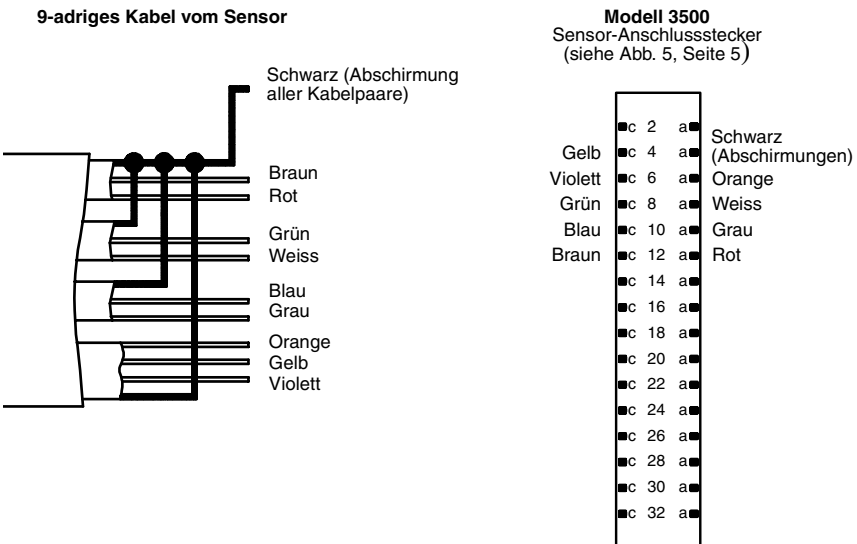 9-adriges Kabel vom Sensor
Schwarz (Abschirmung
aller Kabelpaare)
Braun
Rot
Grün
Weiss
Blau
Grau
Orange
Gelb
Violett
Modell 3500
Sensor-Anschlussstecker
(siehe Abb. 5, Seite 5)
c 2 a
Schwarz
(Abschirmungen)
Gelb c 4 a
Violett c 6 a Orange
Grün c 8 a Weiss
Blau c 10 a Grau
Braun c 12 a Rot
c 14 a
c 16 a
c 18 a
c 20 a
c 22 a
c 24 a
c 26 a
c 28 a
c 30 a
c 32 a